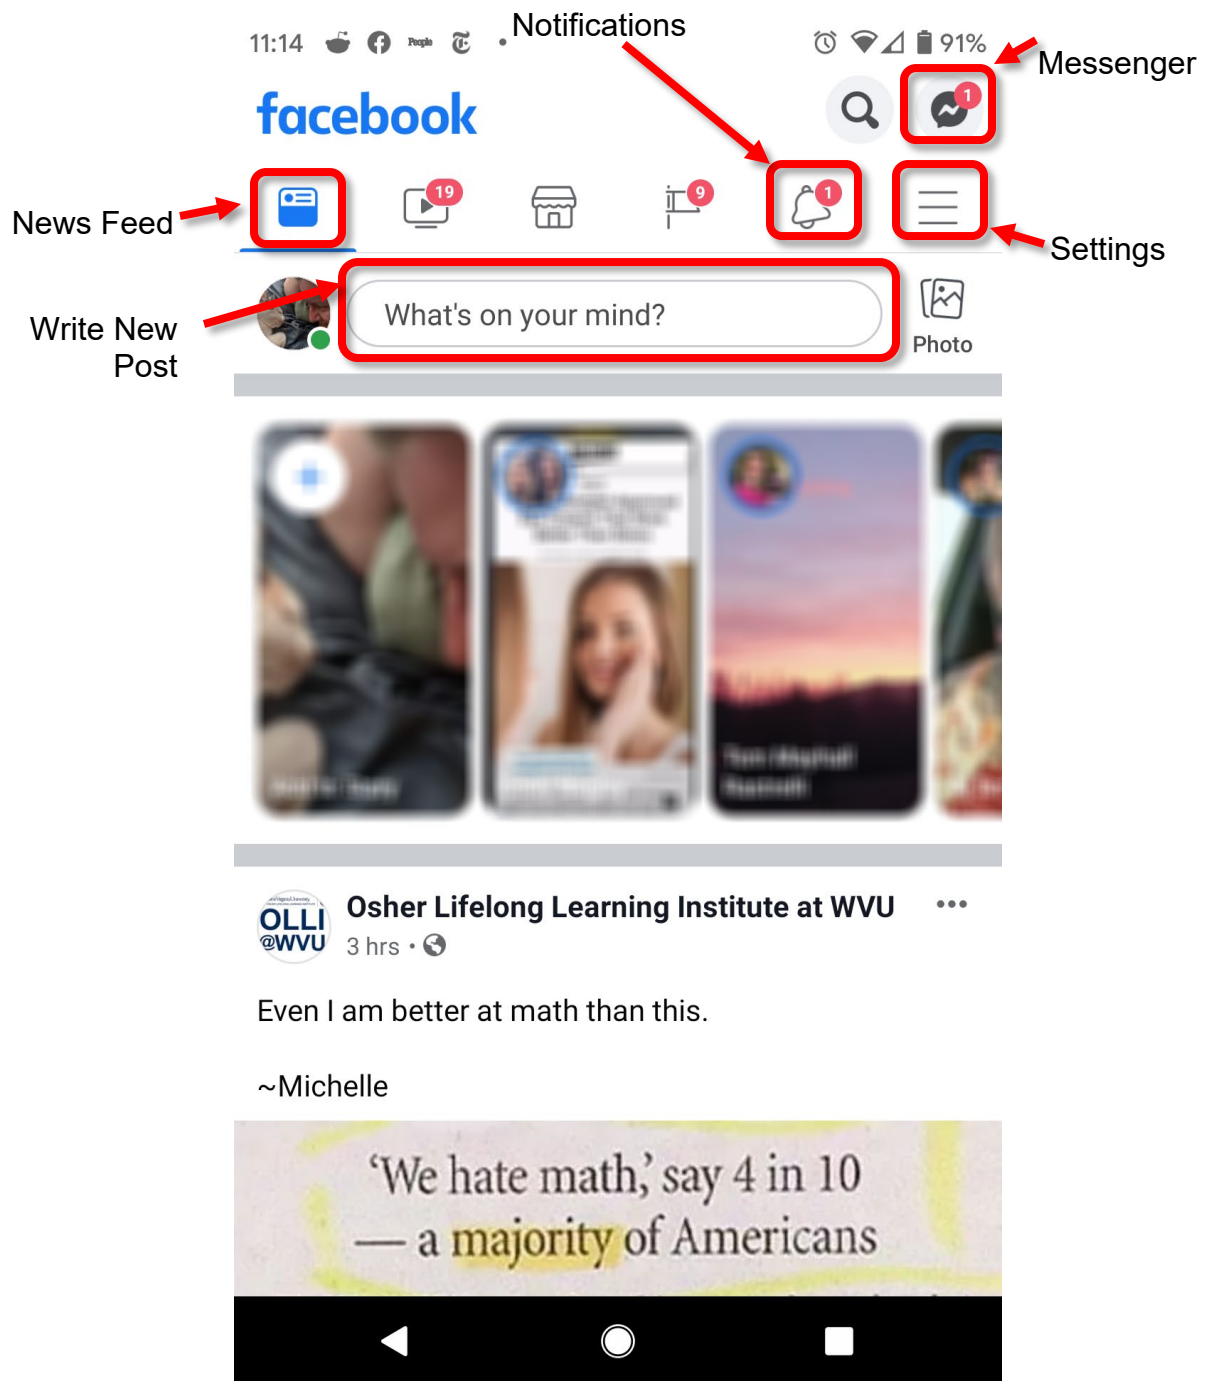 Notifications
11:14 People 91%
Messenger
facebook
1
19
9
1
News Feed
Settings
What's on your mind?
Write New
Post
Photo
OLLI
@WVU
Osher Lifelong Learning Institute at WVU
3 hrs •
Even I am better at math than this.
~Michelle
‘We hate math,’ say 4 in 10
— a majority of Americans